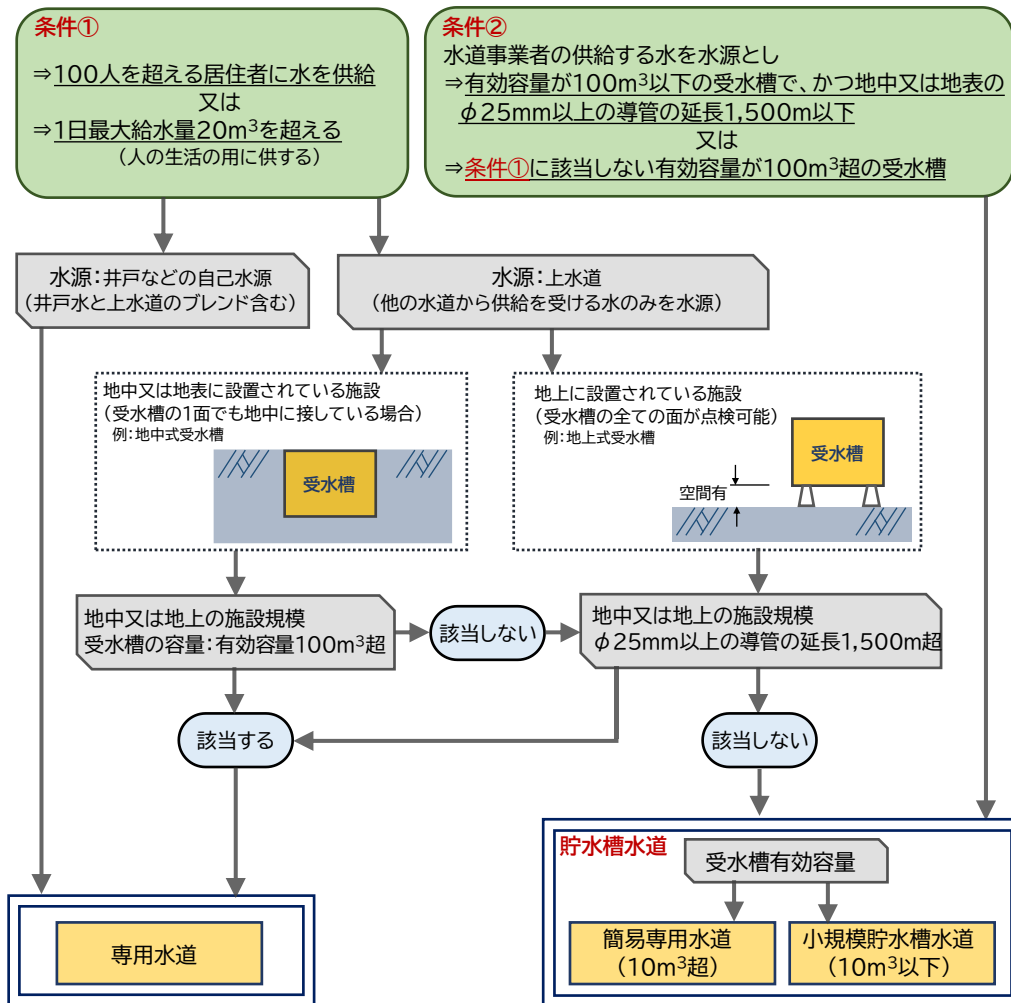 条件①
⇒100人を超える居住者に水を供給
又は
⇒1日最大給水量20m³を超える
(人の生活の用に供する)
条件②
水道事業者の供給する水を水源とし
⇒有効容量が100m³以下の受水槽で、かつ地中又は地表の
φ25mm以上の導管の延長1,500m以下
又は
⇒条件①に該当しない有効容量が100m³超の受水槽
水源:井戸などの自己水源
(井戸水と上水道のブレンド含む)
水源:上水道
(他の水道から供給を受ける水のみを水源)
地中又は地表に設置されている施設
(受水槽の1面でも地中に接している場合)
例:地中式受水槽
受水槽
地上に設置されている施設
(受水槽の全ての面が点検可能)
例:地上式受水槽
受水槽
空間有
地中又は地上の施設規模
受水槽の容量:有効容量100m³超
該当しない
地中又は地上の施設規模
φ25mm以上の導管の延長1,500m超
該当する
該当しない
貯水槽水道
受水槽有効容量
専用水道
簡易専用水道
(10m³超)
小規模貯水槽水道
(10m³以下)